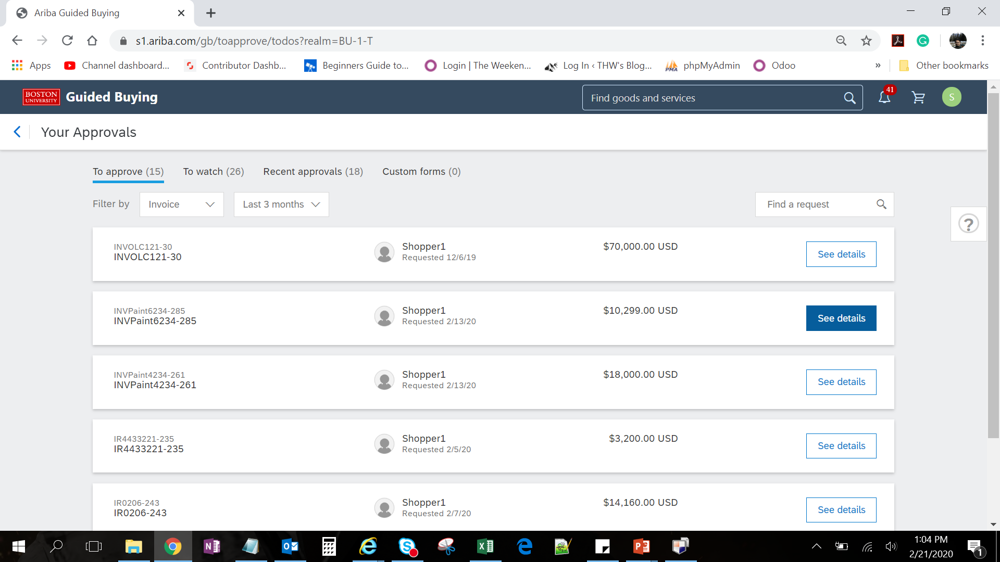 Ariba Guided Buying
s1.ariba.com/gb/toapprove/todos?realm=BU-1-T
Apps
Channel dashboard...
Contributor Dashb...
Beginners Guide to...
Login | The Weeken...
Log In ‹ THW's Blog...
phpMyAdmin
Odoo
»
Other bookmarks
BOSTON
UNIVERSITY
Guided Buying
Find goods and services
41
S
Your Approvals
To approve (15)
To watch (26)
Recent approvals (18)
Custom forms (0)
Filter by
Invoice
Last 3 months
Find a request
?
INVOLC121-30
INVOLC121-30
Shopper1
Requested 12/6/19
$70,000.00 USD
See details
INVPaint6234-285
INVPaint6234-285
Shopper1
Requested 2/13/20
$10,299.00 USD
See details
INVPaint4234-261
INVPaint4234-261
Shopper1
Requested 2/13/20
$18,000.00 USD
See details
IR4433221-235
IR4433221-235
Shopper1
Requested 2/5/20
$3,200.00 USD
See details
IR0206-243
IR0206-243
Shopper1
Requested 2/7/20
$14,160.00 USD
See details
1:04 PM
2/21/2020
1